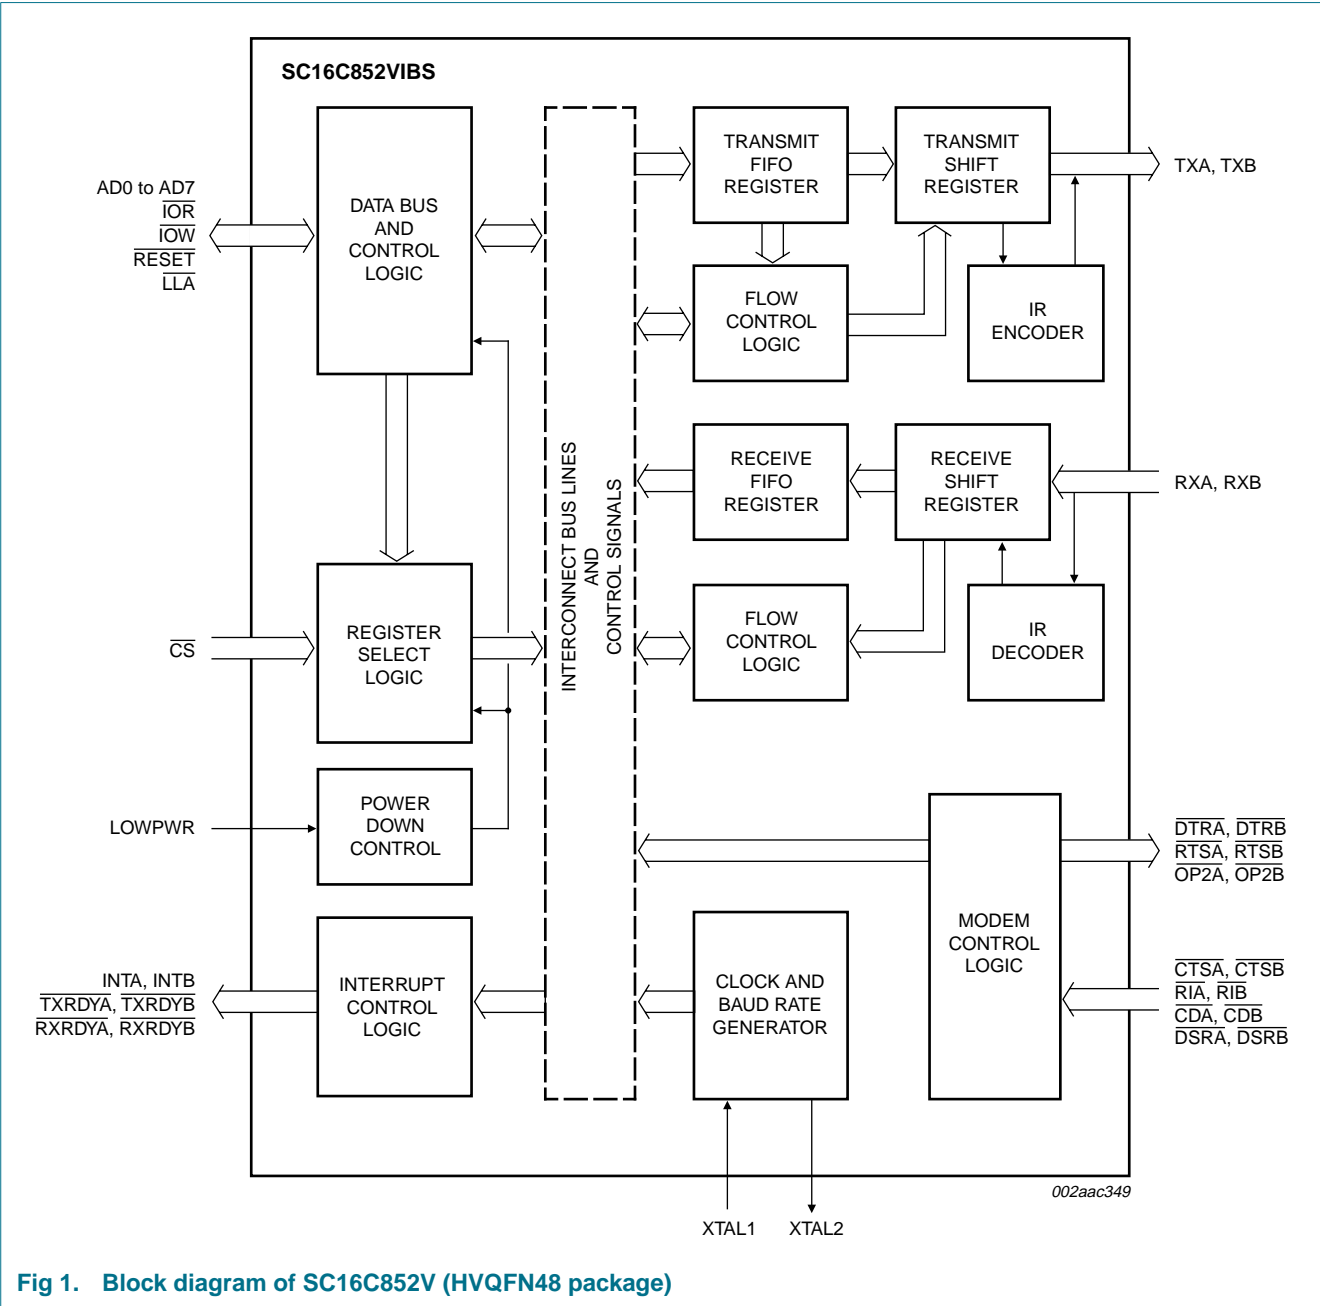 SC16C852VIBS
AD0 to AD7
IOR
IOW
RESET
LLA
DATA BUS
AND
CONTROL
LOGIC
TRANSMIT
FIFO
REGISTER
TRANSMIT
SHIFT
REGISTER
TXA, TXB
FLOW
CONTROL
LOGIC
IR
ENCODER
INTERCONNECT BUS LINES
AND
CONTROL SIGNALS
RECEIVE
FIFO
REGISTER
RECEIVE
SHIFT
REGISTER
RXA, RXB
CS
REGISTER
SELECT
LOGIC
FLOW
CONTROL
LOGIC
IR
DECODER
LOWPWR
POWER
DOWN
CONTROL
DTRA, DTRB
RTSA, RTSB
OP2A, OP2B
MODEM
CONTROL
LOGIC
INTA, INTB
TXRDYA, TXRDYB
RXRDYA, RXRDYB
INTERRUPT
CONTROL
LOGIC
CLOCK AND
BAUD RATE
GENERATOR
CTSA, CTSB
RIA, RIB
CDA, CDB
DSRA, DSRB
002aac349
XTAL1
XTAL2
Fig 1. Block diagram of SC16C852V (HVQFN48 package)